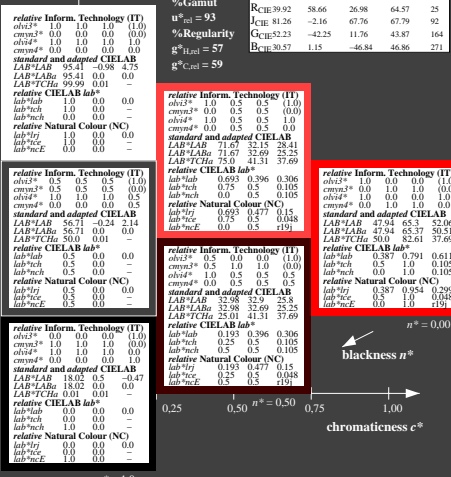 relative Inform. Technology (IT)
olvi3* 1.0 1.0 1.0 (1.0)
cmyn3* 0.0 0.0 0.0 (0.0)
olvi4* 1.0 1.0 1.0 1.0
cmyn4* 0.0 0.0 0.0 0.0
standard and adapted CIELAB
LAB*LAB 95.41 −0.98 4.75
LAB*LABa 95.41 0.0 0.0
LAB*TCHa 99.99 0.01 –
relative CIELAB lab*
lab*lab 1.0 0.0 0.0
lab*tch 1.0 0.0 –
lab*nch 0.0 0.0 –
relative Natural Colour (NC)
lab*lrj 1.0 0.0 0.0
lab*tce 1.0 0.0 –
lab*ncE 0.0 0.0 –
%Gamut
u*rel = 93
%Regularity
g*H,rel = 57
g*C,rel = 59
RCIE 39.92 58.66 26.98 64.57 25
JCIE 81.26 -2.16 67.76 67.79 92
GCIE 52.23 -42.25 11.76 43.87 164
BCIE 30.57 1.15 -46.84 46.86 271
relative Inform. Technology (IT)
olvi3* 1.0 0.5 0.5 (1.0)
cmyn3* 0.0 0.5 0.5 (0.0)
olvi4* 1.0 0.5 0.5 1.0
cmyn4* 0.0 0.5 0.5 0.0
standard and adapted CIELAB
LAB*LAB 71.67 32.15 28.41
LAB*LABa 71.67 32.69 25.25
LAB*TCHa 75.0 41.31 37.69
relative CIELAB lab*
lab*lab 0.693 0.396 0.306
lab*tch 0.75 0.5 0.105
lab*nch 0.0 0.5 0.105
relative Natural Colour (NC)
lab*lrj 0.693 0.477 0.15
lab*tce 0.75 0.5 0.048
lab*ncE 0.0 0.5 r19j
relative Inform. Technology (IT)
olvi3* 0.5 0.5 0.5 (1.0)
cmyn3* 0.5 0.5 0.5 (0.0)
olvi4* 1.0 1.0 1.0 0.5
cmyn4* 0.0 0.0 0.0 0.5
standard and adapted CIELAB
LAB*LAB 56.71 −0.24 2.14
LAB*LABa 56.71 0.0 0.0
LAB*TCHa 50.0 0.01 –
relative CIELAB lab*
lab*lab 0.5 0.0 0.0
lab*tch 0.5 0.0 –
lab*nch 0.5 0.0 –
relative Natural Colour (NC)
lab*lrj 0.5 0.0 0.0
lab*tce 0.5 0.0 –
lab*ncE 0.5 0.0 –
relative Inform. Technology (IT)
olvi3* 1.0 0.0 0.0 (1.0
cmyn3* 0.0 1.0 1.0 (0.0
olvi4* 1.0 0.0 0.0 1.0
cmyn4* 0.0 1.0 1.0 0.0
standard and adapted CIELAB
LAB*LAB 47.94 65.3 52.06
LAB*LABa 47.94 65.37 50.51
LAB*TCHa 50.0 82.61 37.69
relative CIELAB lab*
lab*lab 0.387 0.791 0.611
lab*tch 0.5 1.0 0.105
lab*nch 0.0 1.0 0.105
relative Natural Colour (NC)
lab*lrj 0.387 0.954 0.299
lab*tce 0.5 1.0 0.048
lab*ncE 0.0 1.0 r19j
relative Inform. Technology (IT)
olvi3* 0.5 0.0 0.0 (1.0)
cmyn3* 0.5 1.0 1.0 (0.0)
olvi4* 1.0 0.5 0.5 0.5
cmyn4* 0.0 0.5 0.5 0.5
standard and adapted CIELAB
LAB*LAB 32.98 32.9 25.8
LAB*LABa 32.98 32.69 25.25
LAB*TCHa 25.01 41.31 37.69
relative CIELAB lab*
lab*lab 0.193 0.396 0.306
lab*tch 0.25 0.5 0.105
lab*nch 0.5 0.5 0.105
relative Natural Colour (NC)
lab*lrj 0.193 0.477 0.15
lab*tce 0.25 0.5 0.048
lab*ncE 0.5 0.5 r19j
relative Inform. Technology (IT)
olvi3* 0.0 0.0 0.0 (1.0)
cmyn3* 1.0 1.0 1.0 (0.0)
olvi4* 1.0 1.0 1.0 0.0
cmyn4* 0.0 0.0 0.0 1.0
standard and adapted CIELAB
LAB*LAB 18.02 0.5 −0.47
LAB*LABa 18.02 0.0 0.0
LAB*TCHa 0.01 0.01 –
relative CIELAB lab*
lab*lab 0.0 0.0 0.0
lab*tch 0.0 0.0 –
lab*nch 1.0 0.0 –
relative Natural Colour (NC)
lab*lrj 0.0 0.0 0.0
lab*tce 0.0 0.0 –
lab*ncE 1.0 0.0 –
n* = 0,00
blackness n*
n* = 0,50
0,25 0,50 0,75 1,00
chromaticness c*